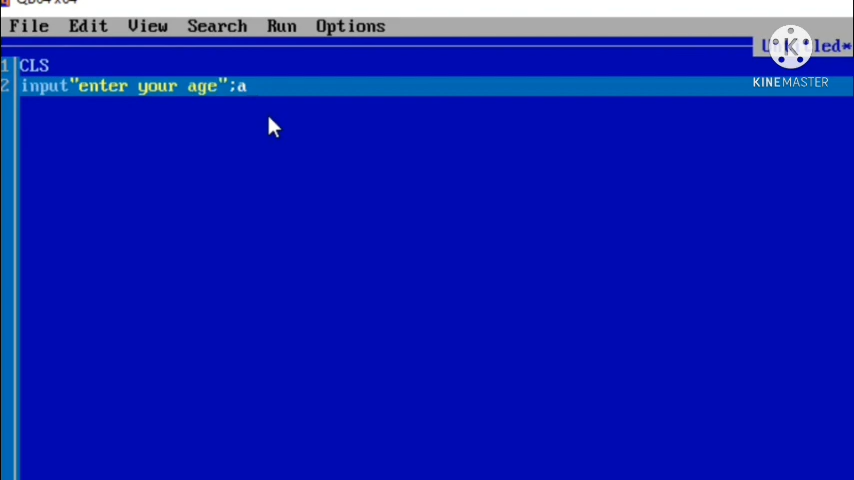 File Edit View Search Run Options
KINEMASTER
1 CLS
2 input"enter your age";a